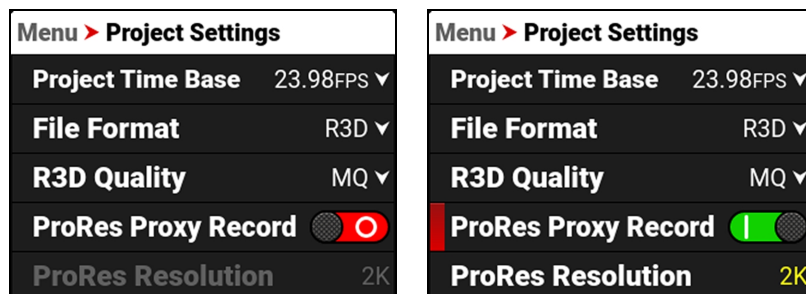 Menu > Project Settings
Project Time Base 23.98FPS
File Format R3D
R3D Quality MQ
ProRes Proxy Record
ProRes Resolution 2K
Menu > Project Settings
Project Time Base 23.98FPS
File Format R3D
R3D Quality MQ
ProRes Proxy Record
ProRes Resolution 2K